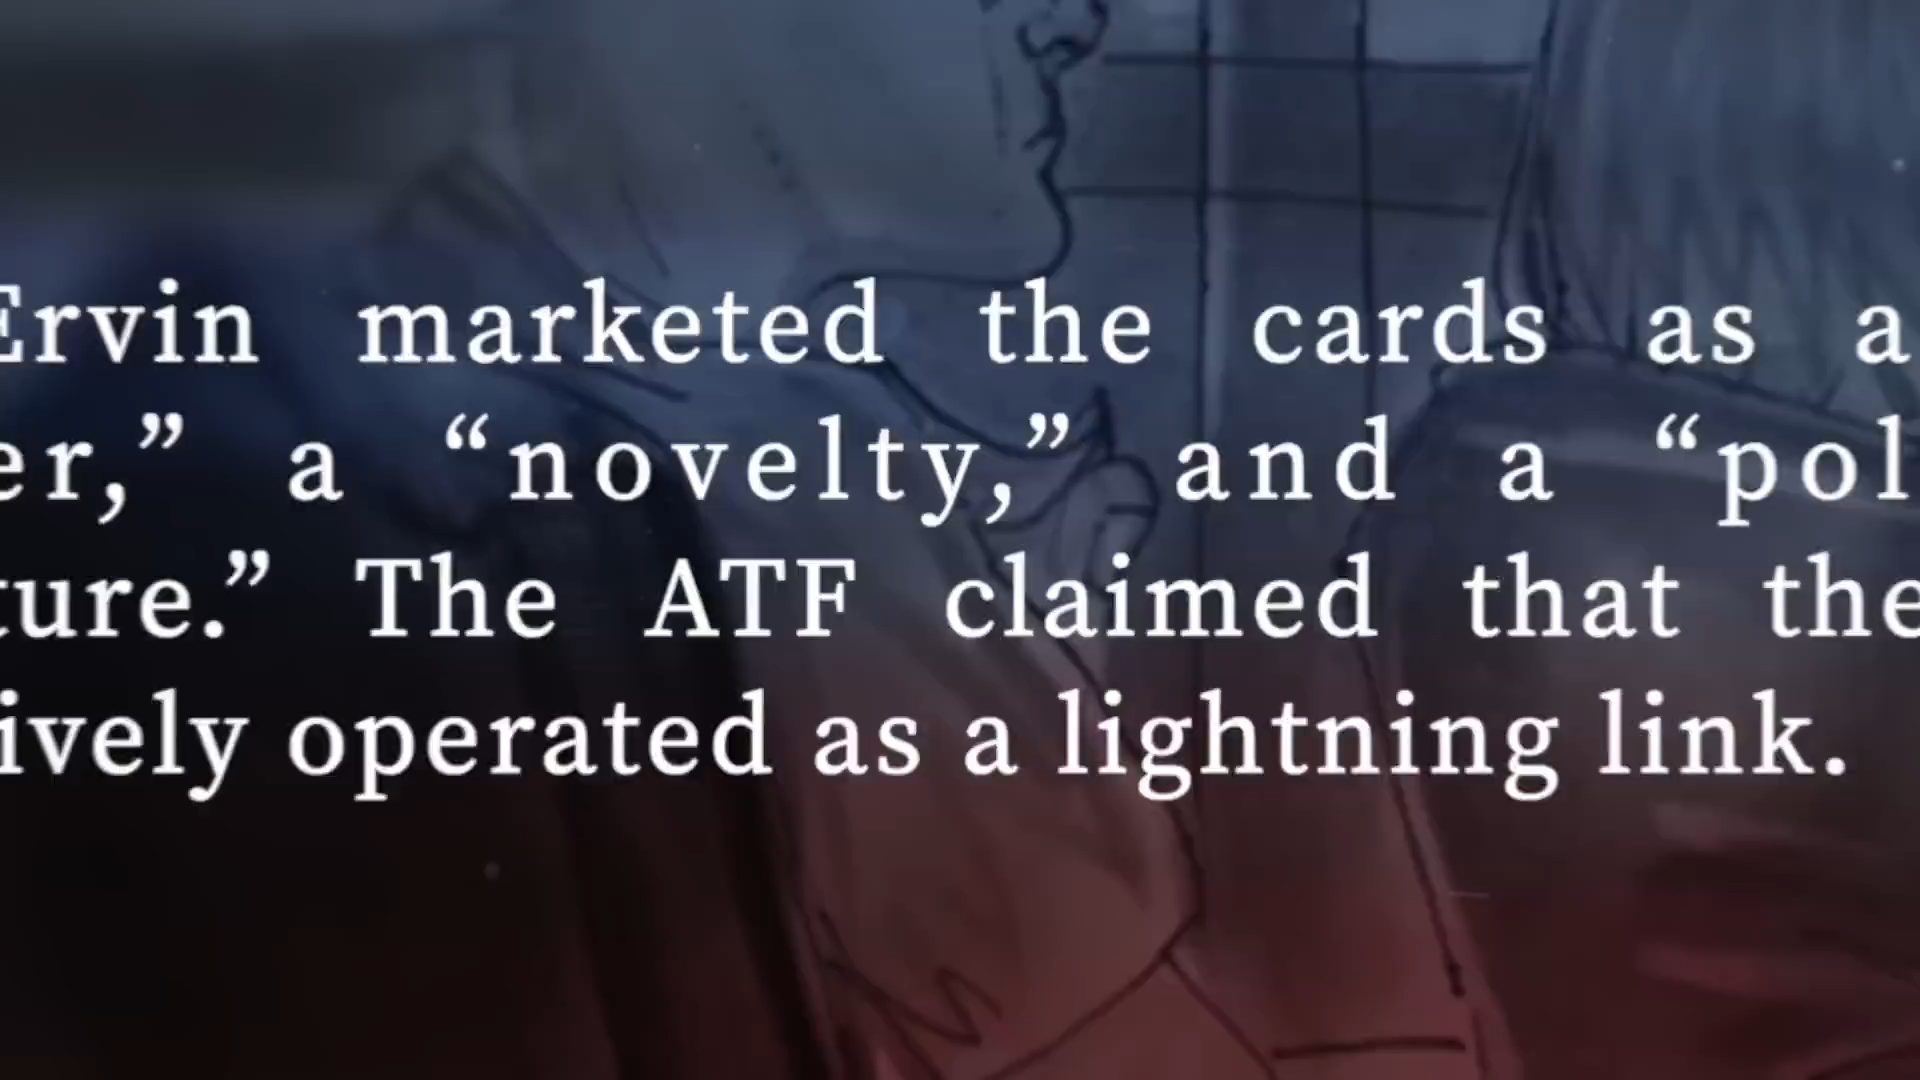 Ervin marketed the cards as a
er,” a “novelty,” and a “pol
ture.” The ATF claimed that the
ively operated as a lightning link.